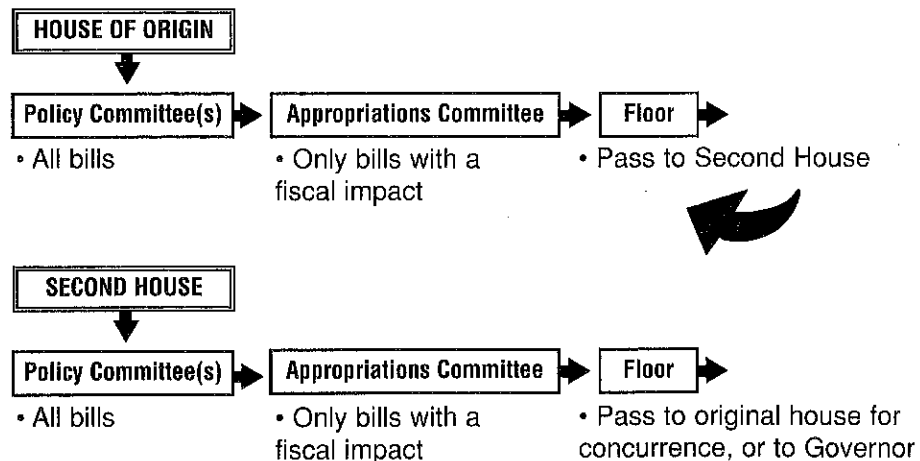 HOUSE OF ORIGIN
Policy Committee(s)
• All bills
Appropriations Committee
• Only bills with a
fiscal impact
Floor
• Pass to Second House
SECOND HOUSE
Policy Committee(s)
• All bills
Appropriations Committee
• Only bills with a
fiscal impact
Floor
• Pass to original house for
concurrence, or to Governor